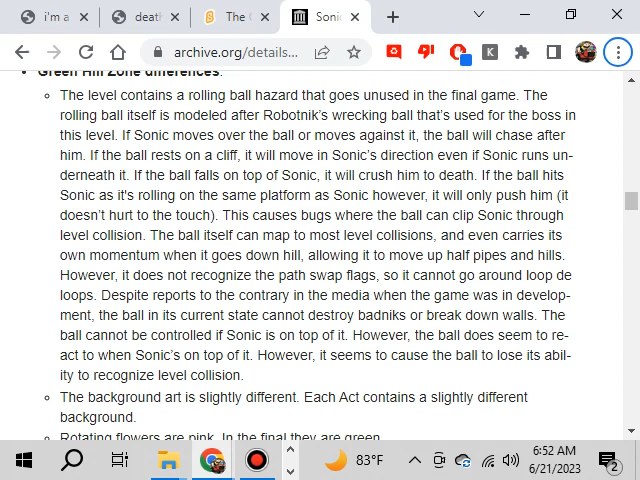 i'm a
death
The C
Sonic
archive.org/details...
K
Green Hill Zone differences:
The level contains a rolling ball hazard that goes unused in the final game. The
rolling ball itself is modeled after Robotnik's wrecking ball that's used for the boss in
this level. If Sonic moves over the ball or moves against it, the ball will chase after
him. If the ball rests on a cliff, it will move in Sonic's direction even if Sonic runs un-
derneath it. If the ball falls on top of Sonic, it will crush him to death. If the ball hits
Sonic as it's rolling on the same platform as Sonic however, it will only push him (it
doesn't hurt to the touch). This causes bugs where the ball can clip Sonic through
level collision. The ball itself can map to most level collisions, and even carries its
own momentum when it goes down hill, allowing it to move up half pipes and hills.
However, it does not recognize the path swap flags, so it cannot go around loop de
loops. Despite reports to the contrary in the media when the game was in develop-
ment, the ball in its current state cannot destroy badniks or break down walls. The
ball cannot be controlled if Sonic is on top of it. However, the ball does seem to re-
act to when Sonic's on top of it. However, it seems to cause the ball to lose its abil-
ity to recognize level collision.
The background art is slightly different. Each Act contains a slightly different
background.
Rotating flowers are pink. In the final they are green.
83°F
6:52 AM
6/21/2023
2